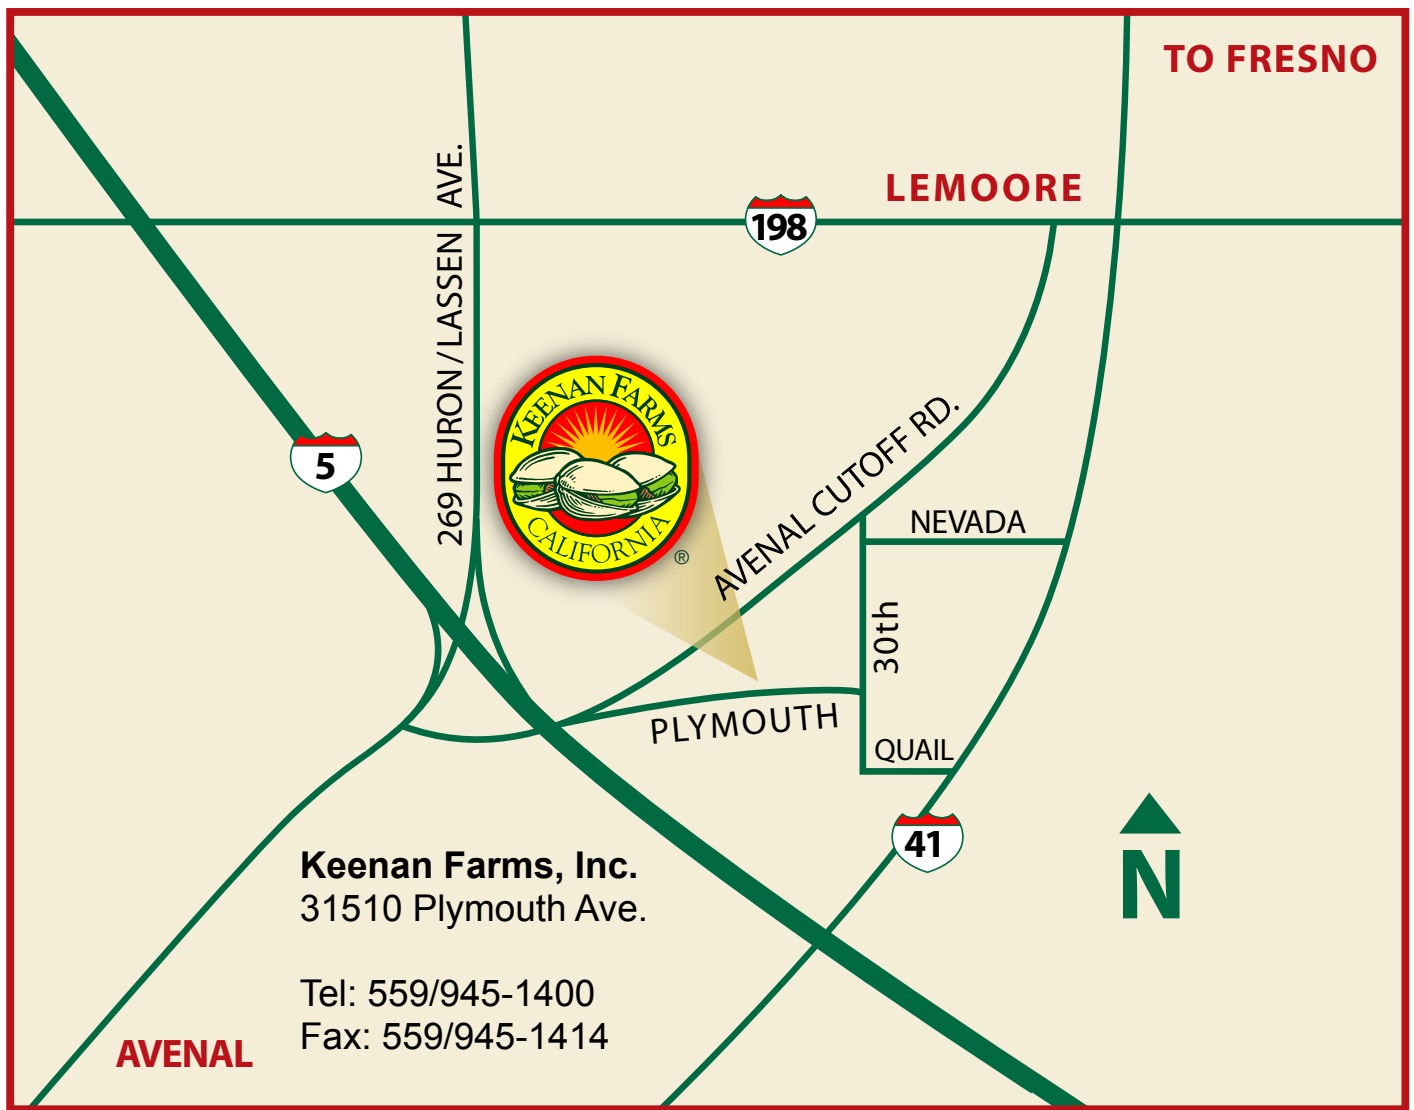 TO FRESNO
LEMOORE
198
269 HURON/LASSEN AVE.
5
KEENAN FARMS
CALIFORNIA
®
AVENAL CUTOFF RD.
NEVADA
30th
PLYMOUTH
QUAIL
41
N
Keenan Farms, Inc.
31510 Plymouth Ave.
Tel: 559/945-1400
Fax: 559/945-1414
AVENAL